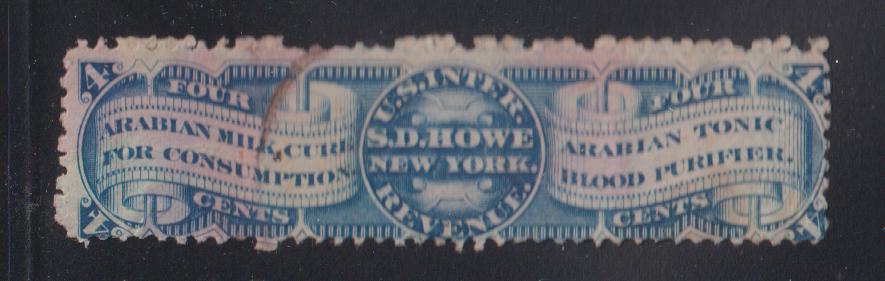 4
FOUR
ARABIAN MILK CURE
FOR CONSUMPTION
CENTS
4
U.S. INTER.
S.D. HOWE
NEW YORK.
REVENUE.
4
FOUR
ARABIAN TONIC
BLOOD PURIFIER.
CENTS
4